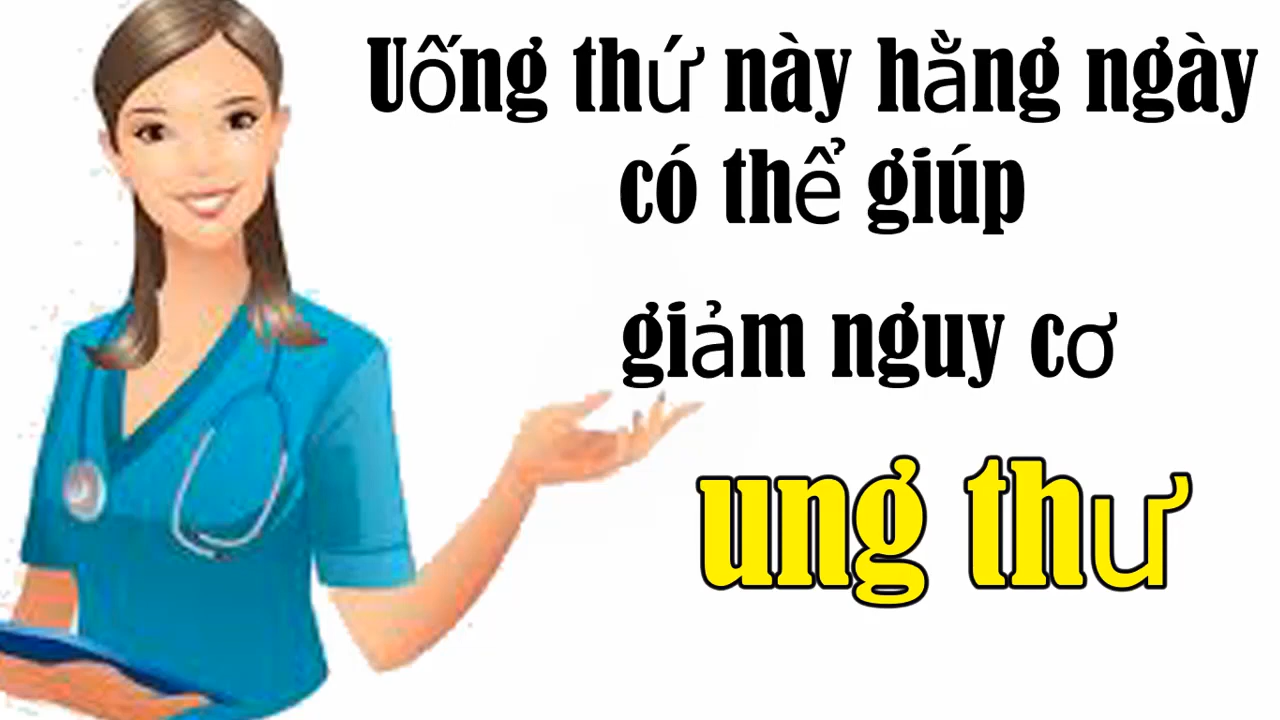 Uống thứ này hằng ngày
có thể giúp
giảm nguy cơ
ung thư